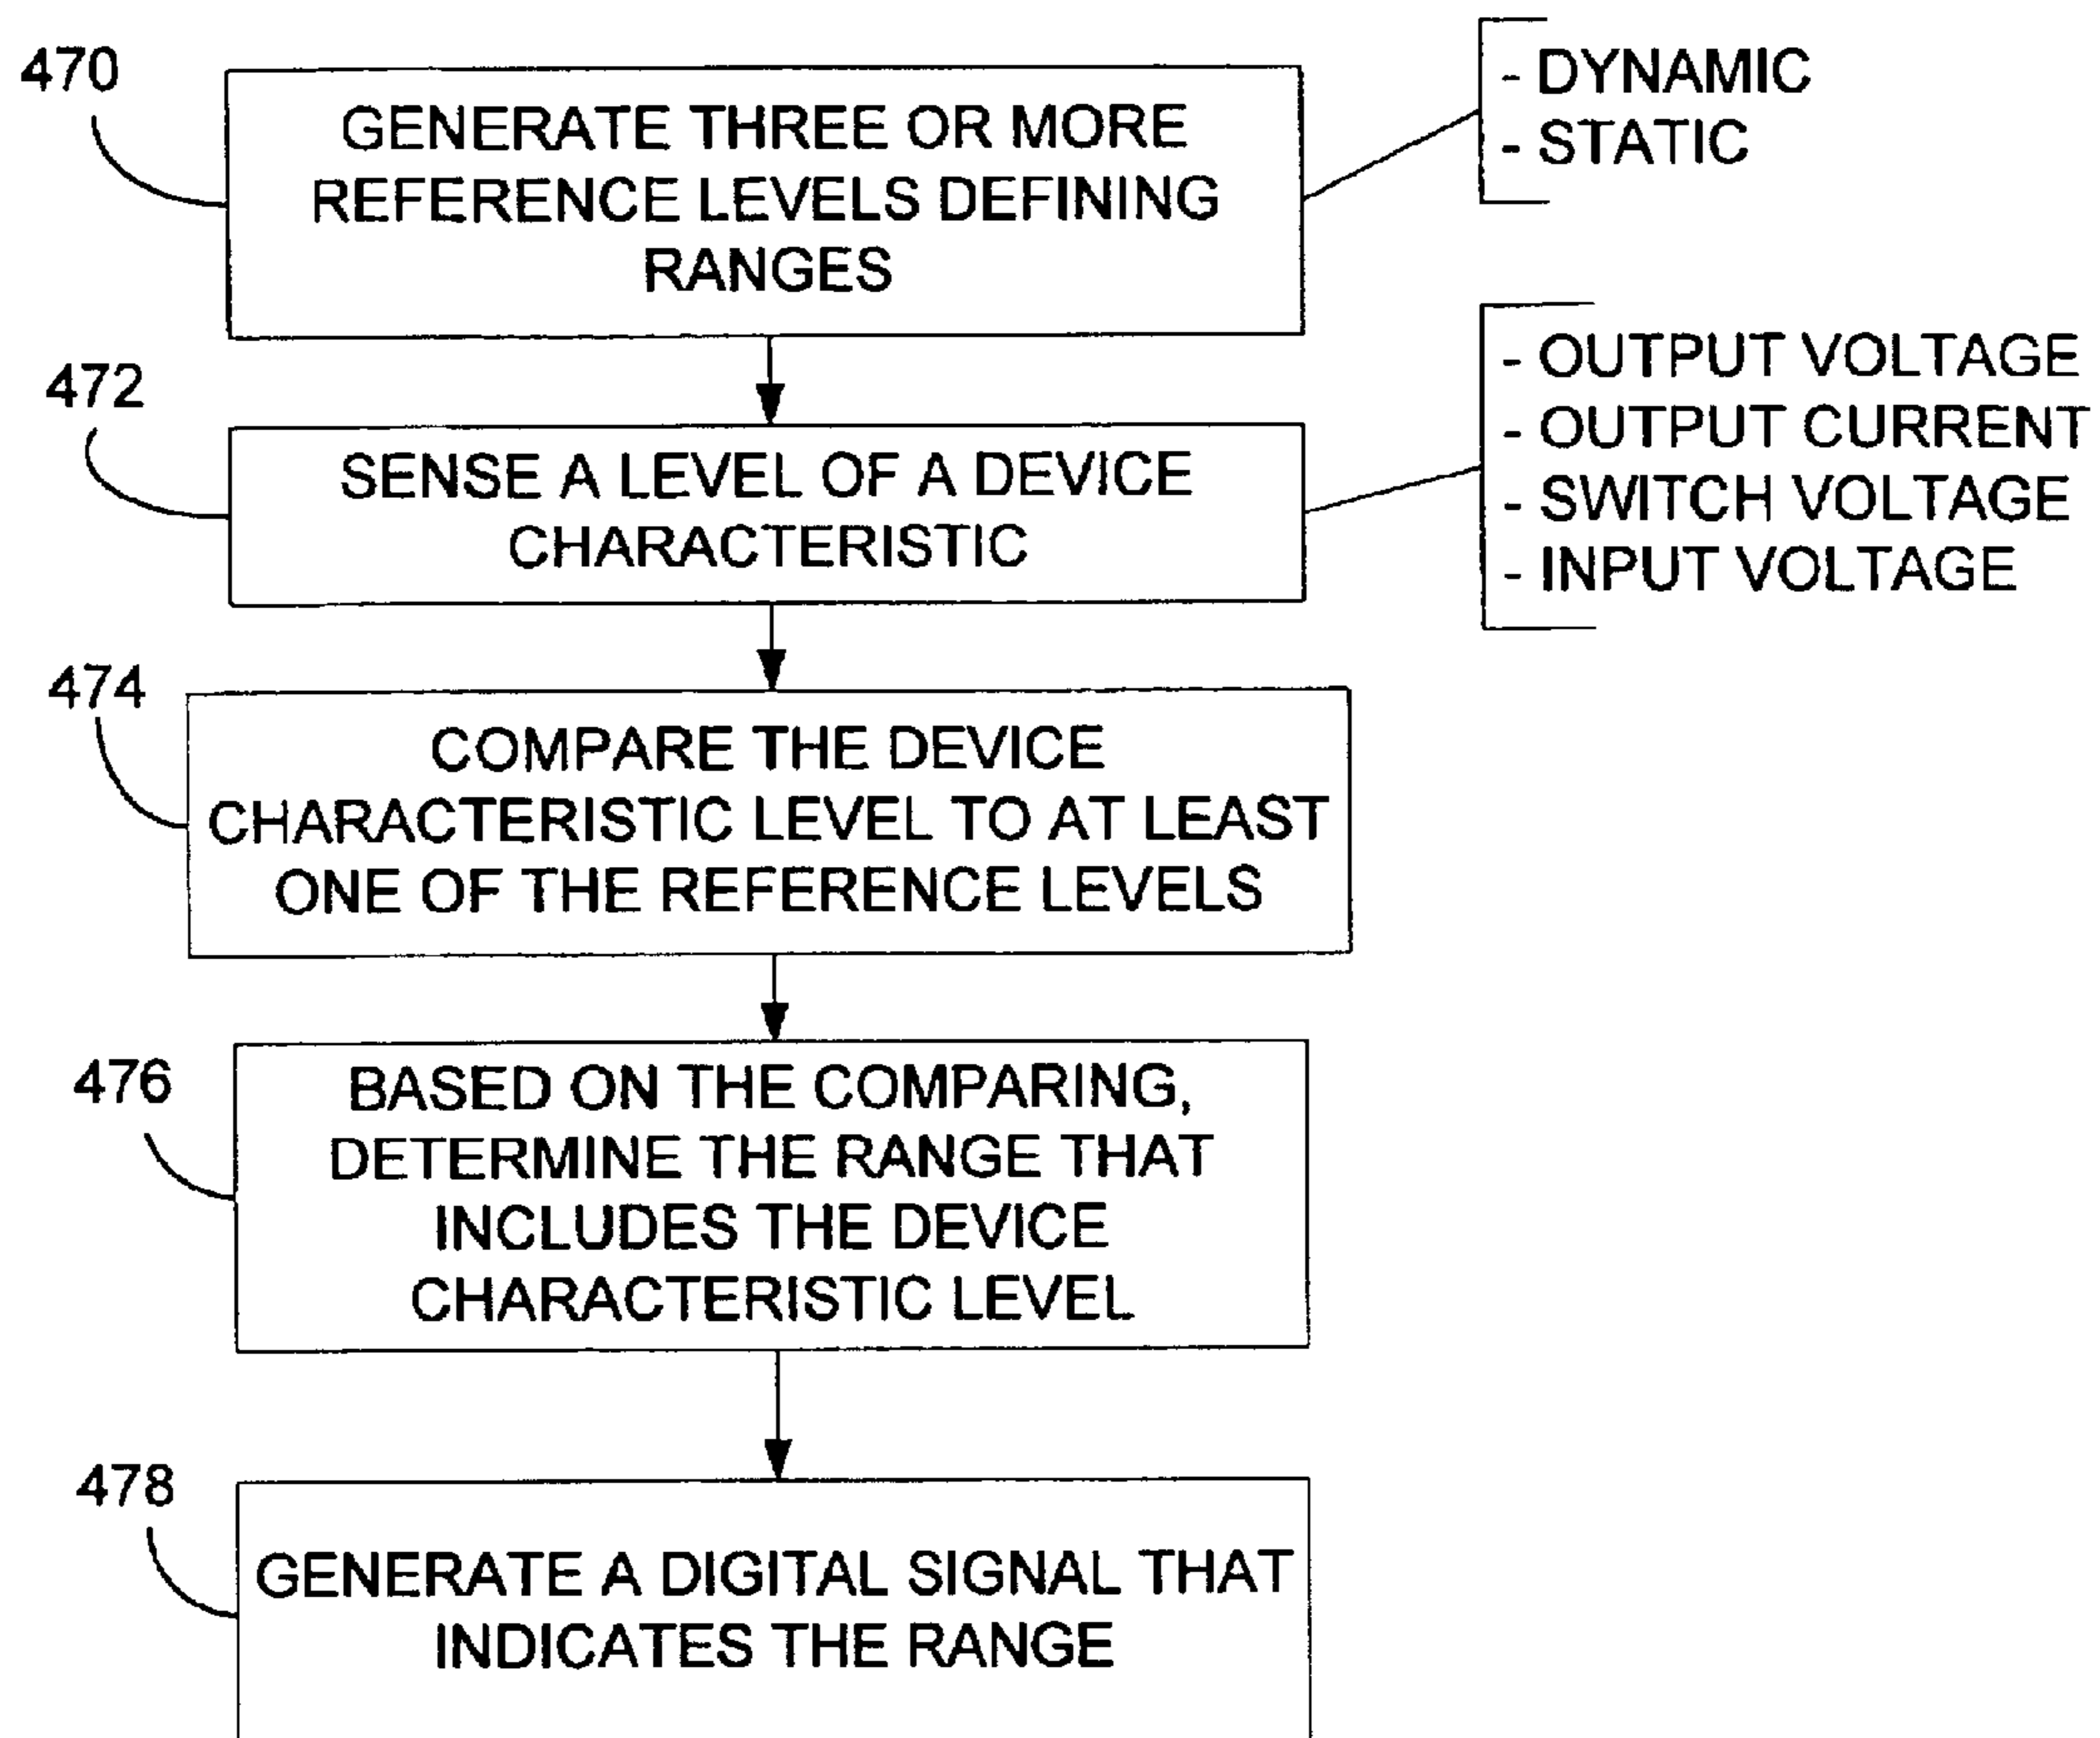 470
GENERATE THREE OR MORE
REFERENCE LEVELS DEFINING
RANGES
- DYNAMIC
- STATIC
472
SENSE A LEVEL OF A DEVICE
CHARACTERISTIC
- OUTPUT VOLTAGE
- OUTPUT CURRENT
- SWITCH VOLTAGE
- INPUT VOLTAGE
474
COMPARE THE DEVICE
CHARACTERISTIC LEVEL TO AT LEAST
ONE OF THE REFERENCE LEVELS
476
BASED ON THE COMPARING,
DETERMINE THE RANGE THAT
INCLUDES THE DEVICE
CHARACTERISTIC LEVEL
478
GENERATE A DIGITAL SIGNAL THAT
INDICATES THE RANGE